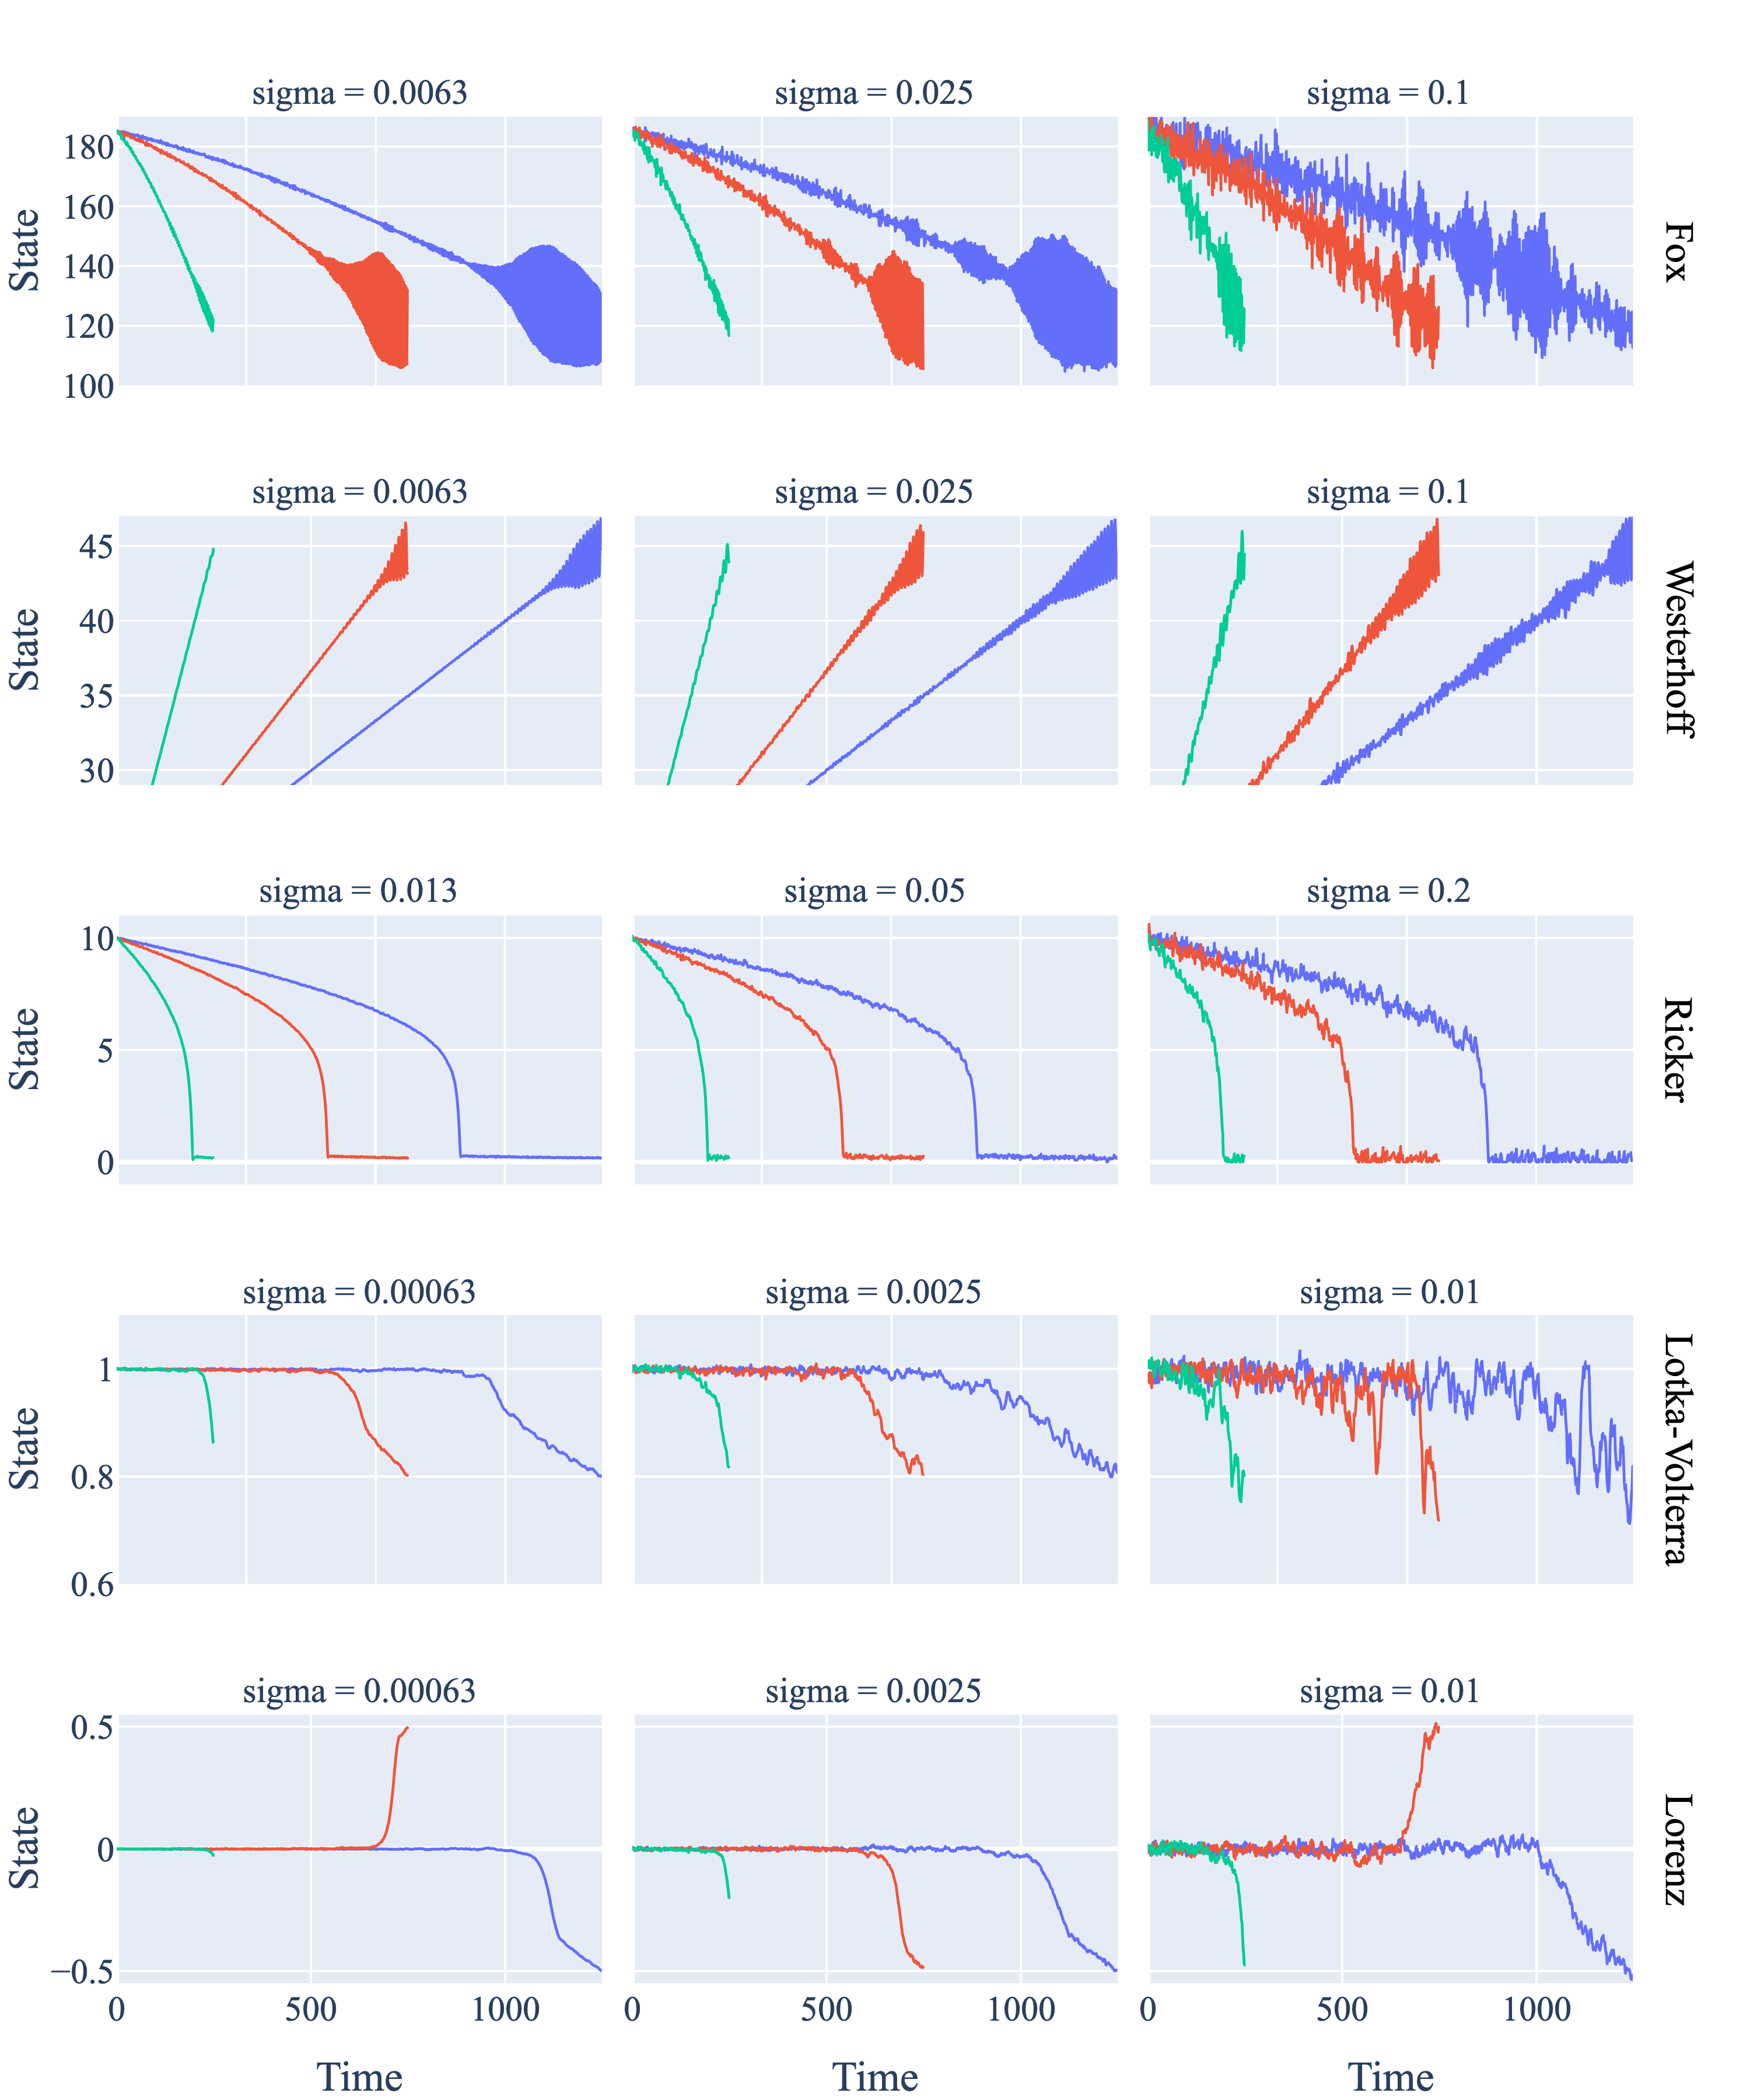 sigma = 0.0063 sigma = 0.025 sigma = 0.1
State
180
160
140
120
100
Fox
sigma = 0.0063 sigma = 0.025 sigma = 0.1
State
45
40
35
30
Westerhoff
sigma = 0.013 sigma = 0.05 sigma = 0.2
State
10
5
0
Ricker
sigma = 0.00063 sigma = 0.0025 sigma = 0.01
State
1
0.8
0.6
Lotka-Volterra
sigma = 0.00063 sigma = 0.0025 sigma = 0.01
State
0.5
0
−0.5
Lorenz
0 500 1000 0 500 1000 0 500 1000
Time Time Time